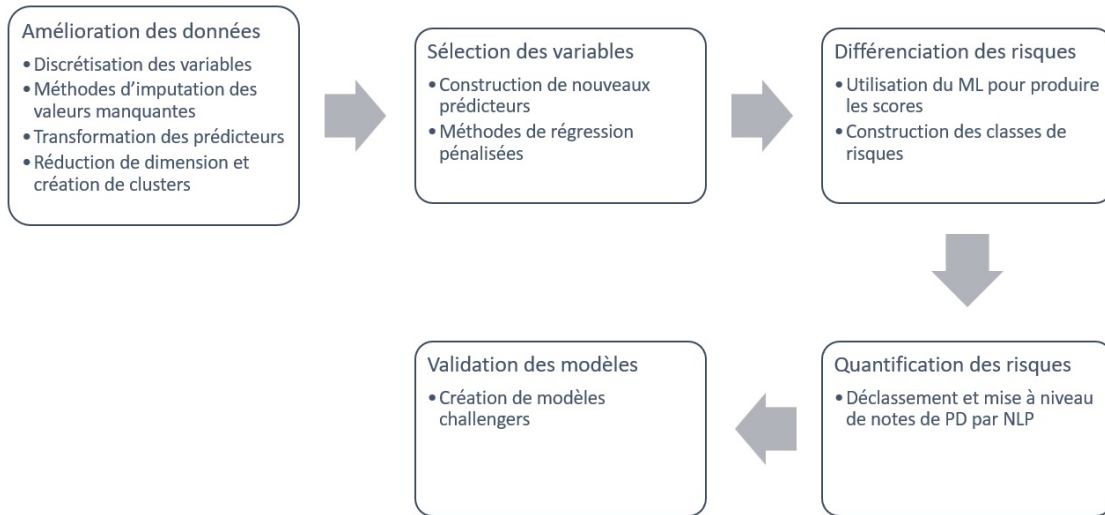 Amélioration des données
• Discrétisation des variables
• Méthodes d’imputation des
valeurs manquantes
• Transformation des prédicteurs
• Réduction de dimension et
création de clusters
Sélection des variables
• Construction de nouveaux
prédicteurs
• Méthodes de régression
pénalisées
Différenciation des risques
• Utilisation du ML pour produire
les scores
• Construction des classes de
risques
Quantification des risques
• Déclassement et mise à niveau
de notes de PD par NLP
Validation des modèles
• Création de modèles
challengers